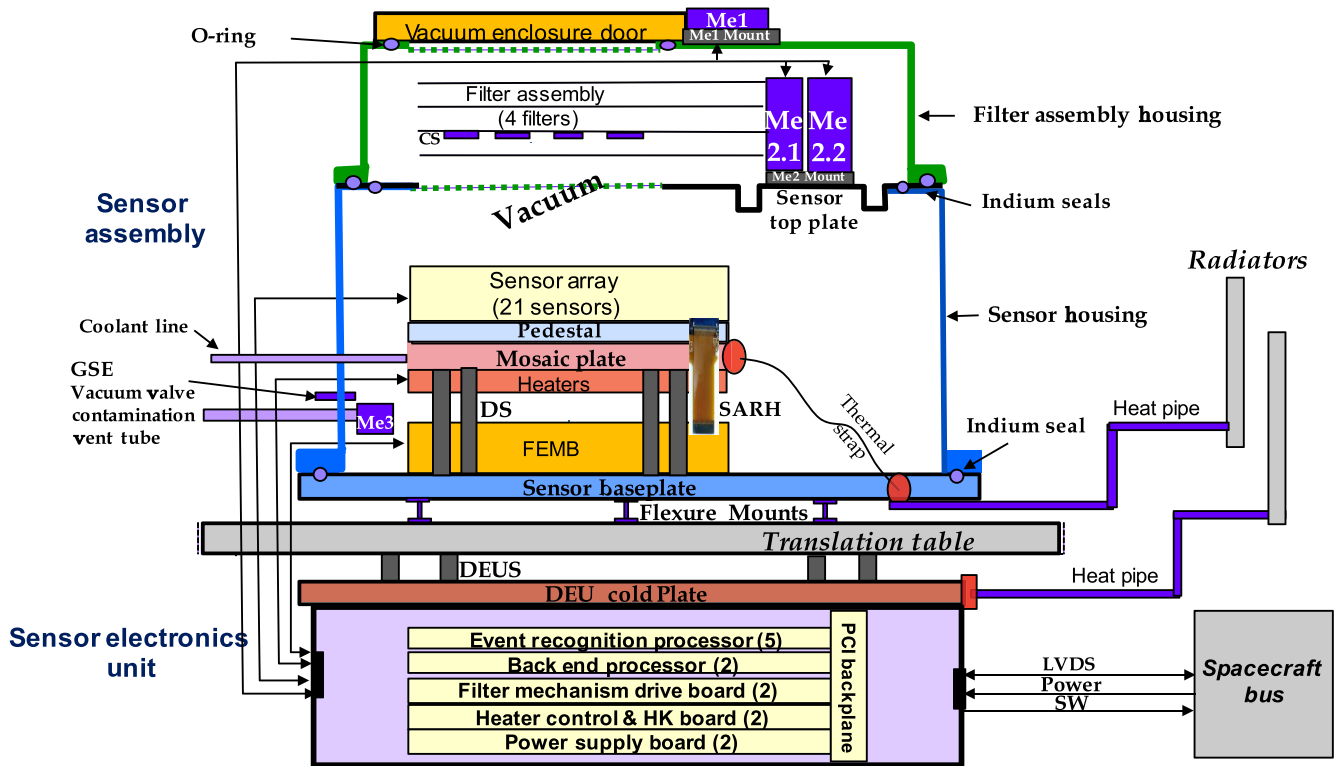 Me1
Vacuum enclosure door
Me1 Mount
O-ring
Filter assembly
(4 filters)
CS
Me
2.1
Me
2.2
Me2 Mount
Filter assembly housing
Vacuum
Sensor
top plate
Indium seals
Sensor
assembly
Radiators
Sensor array
(21 sensors)
Sensor housing
Coolant line
Pedestal
Mosaic plate
Heaters
GSE
Vacuum valve
contamination
vent tube
Me3
DS
SARH
Thermal
strap
Heat pipe
Indium seal
FEMB
Sensor baseplate
Flexure Mounts
Translation table
DEUS
DEU cold Plate
Heat pipe
Sensor electronics
unit
Event recognition processor (5)
Back end processor (2)
Filter mechanism drive board (2)
Heater control & HK board (2)
Power supply board (2)
PCI backplane
LVDS
Power
SW
Spacecraft
bus